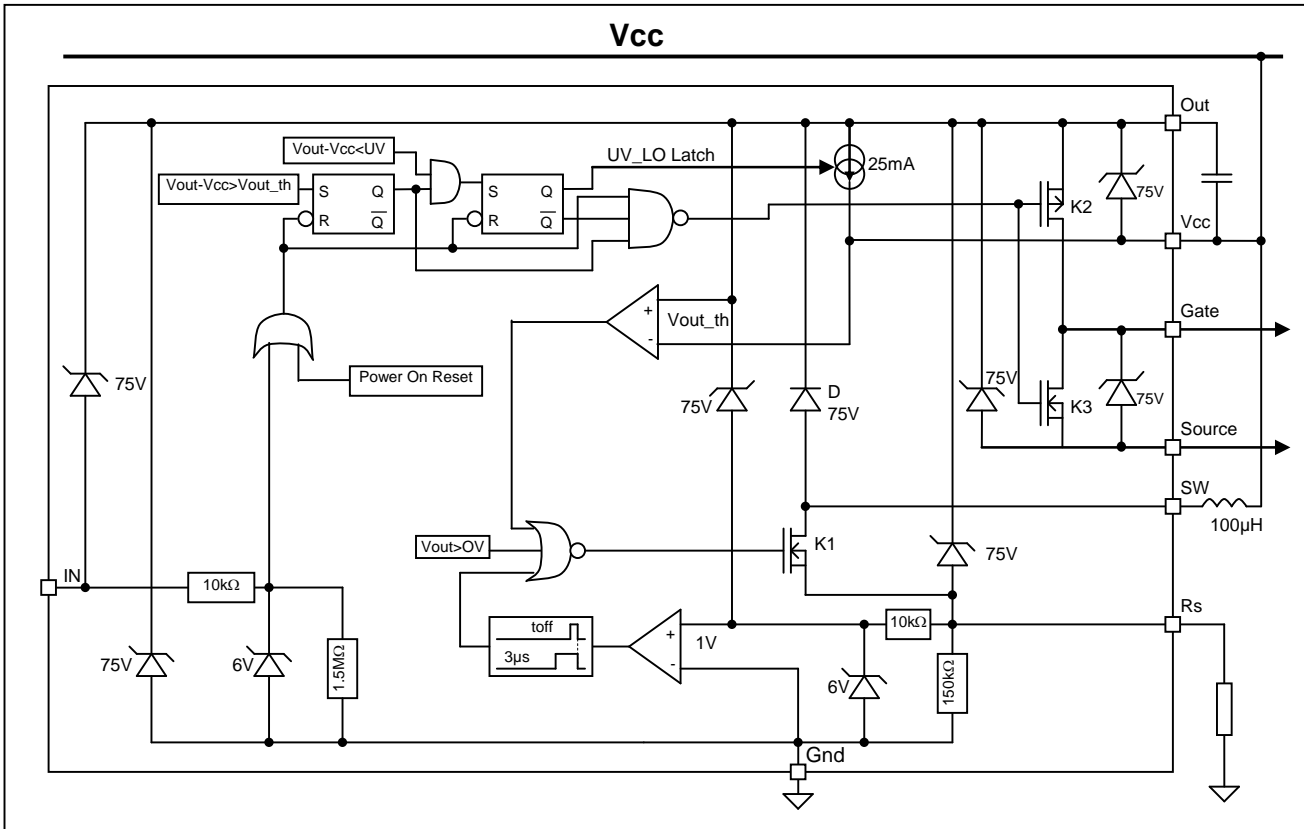 Vcc
Out
Vout-Vcc<UV
UV_LO Latch
25mA
Vout-Vcc>Vout_th
S
Q
R
Q
S
Q
R
Q
K2
75V
Vcc
Vout_th
+
-
Gate
Power On Reset
75V
75V
D
75V
75V
K3
75V
Source
SW
100µH
K1
Vout>OV
75V
IN
10kΩ
Rs
toff
3µs
+
1V
-
10kΩ
75V
6V
1.5MΩ
6V
150kΩ
Gnd